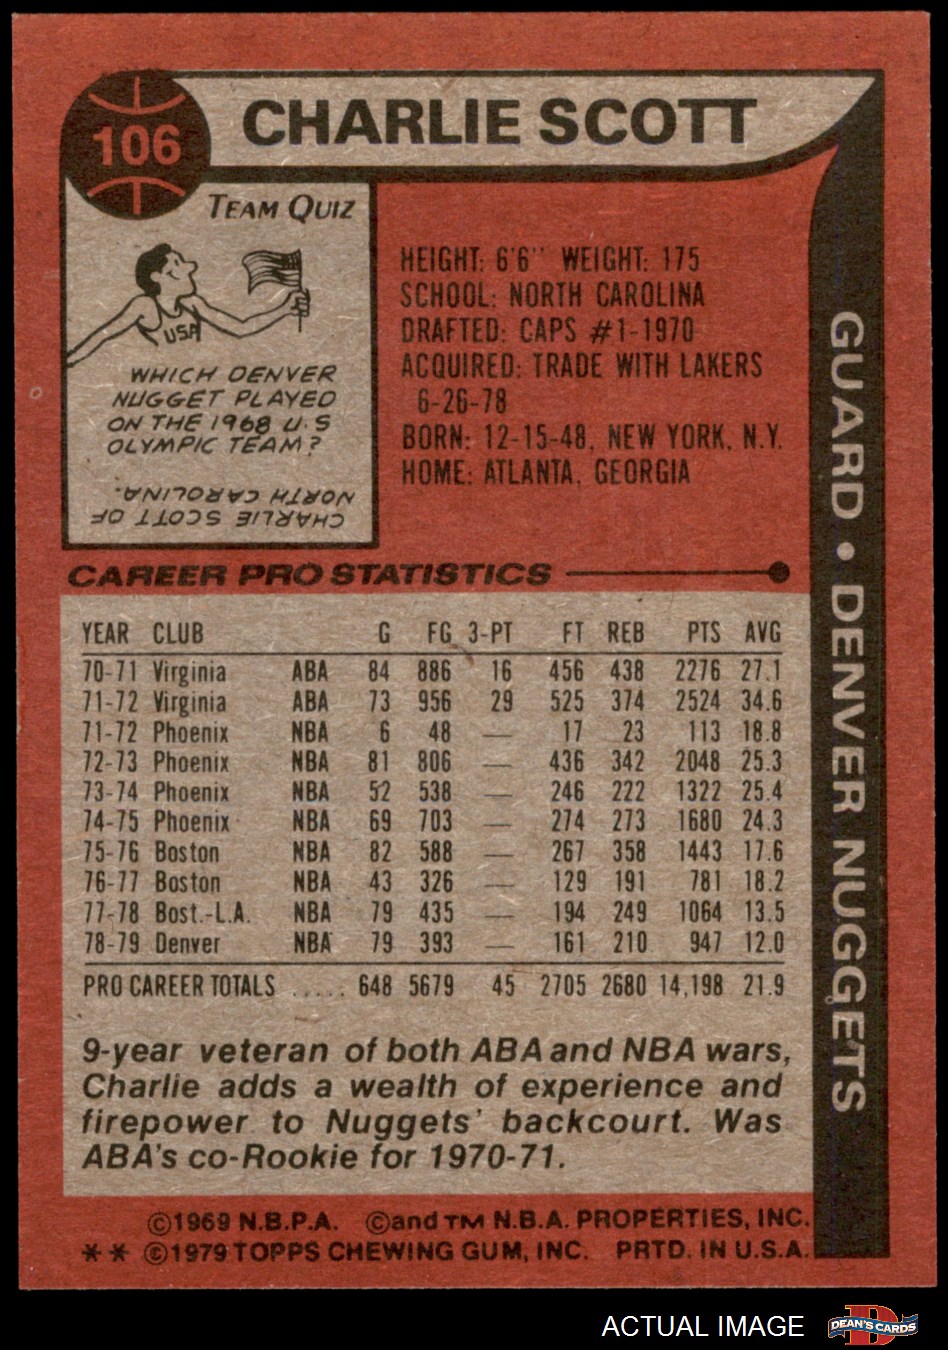 106
CHARLIE SCOTT
TEAM QUIZ
USA
WHICH DENVER
NUGGET PLAYED
ON THE 1968 U.S
OLYMPIC TEAM?
CHARLIE SCOTT OF
NORTH CAROLINA.
HEIGHT: 6'6" WEIGHT: 175
SCHOOL: NORTH CAROLINA
DRAFTED: CAPS #1-1970
ACQUIRED: TRADE WITH LAKERS
6-26-78
BORN: 12-15-48, NEW YORK, N.Y.
HOME: ATLANTA, GEORGIA
GUARD • DENVER NUGGETS
CAREER PRO STATISTICS
YEAR CLUB G FG 3-PT FT REB PTS AVG
70-71 Virginia ABA 84 886 16 456 438 2276 27.1
71-72 Virginia ABA 73 956 29 525 374 2524 34.6
71-72 Phoenix NBA 6 48 — 17 23 113 18.8
72-73 Phoenix NBA 81 806 — 436 342 2048 25.3
73-74 Phoenix NBA 52 538 — 246 222 1322 25.4
74-75 Phoenix NBA 69 703 — 274 273 1680 24.3
75-76 Boston NBA 82 588 — 267 358 1443 17.6
76-77 Boston NBA 43 326 — 129 191 781 18.2
77-78 Bost.-L.A. NBA 79 435 — 194 249 1064 13.5
78-79 Denver NBA 79 393 — 161 210 947 12.0
PRO CAREER TOTALS ..... 648 5679 45 2705 2680 14,198 21.9
9-year veteran of both ABA and NBA wars,
Charlie adds a wealth of experience and
firepower to Nuggets' backcourt. Was
ABA's co-Rookie for 1970-71.
©1969 N.B.P.A. ©and TM N.B.A. PROPERTIES, INC.
** ©1979 TOPPS CHEWING GUM, INC. PRTD. IN U.S.A.
ACTUAL IMAGE
D
DEAN'S CARDS